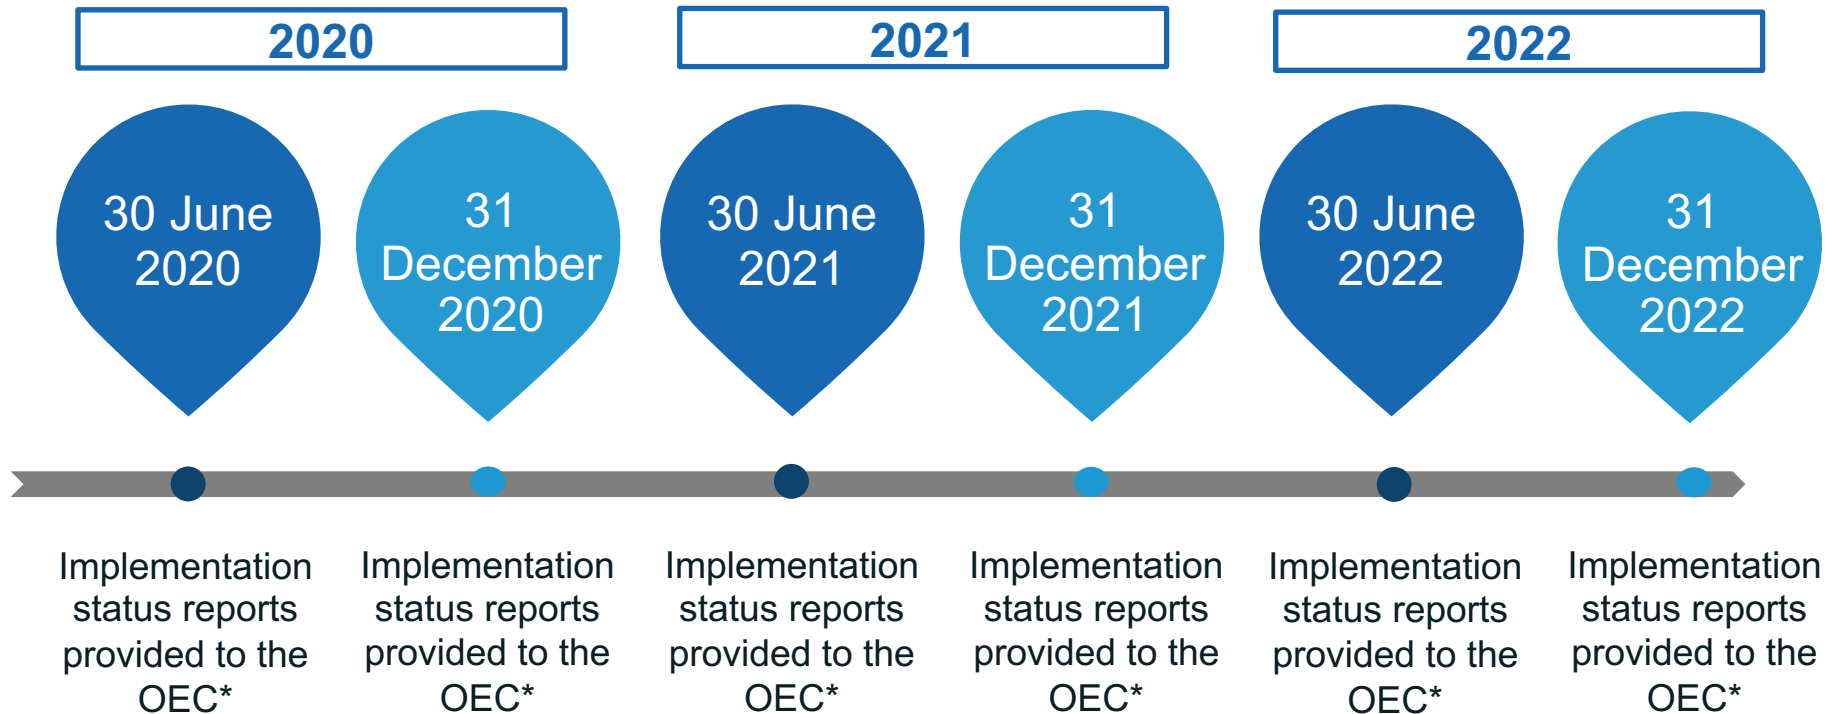 2020
2021
2022
30 June
2020
31
December
2020
30 June
2021
31
December
2021
30 June
2022
31
December
2022
Implementation
status reports
provided to the
OEC*
Implementation
status reports
provided to the
OEC*
Implementation
status reports
provided to the
OEC*
Implementation
status reports
provided to the
OEC*
Implementation
status reports
provided to the
OEC*
Implementation
status reports
provided to the
OEC*